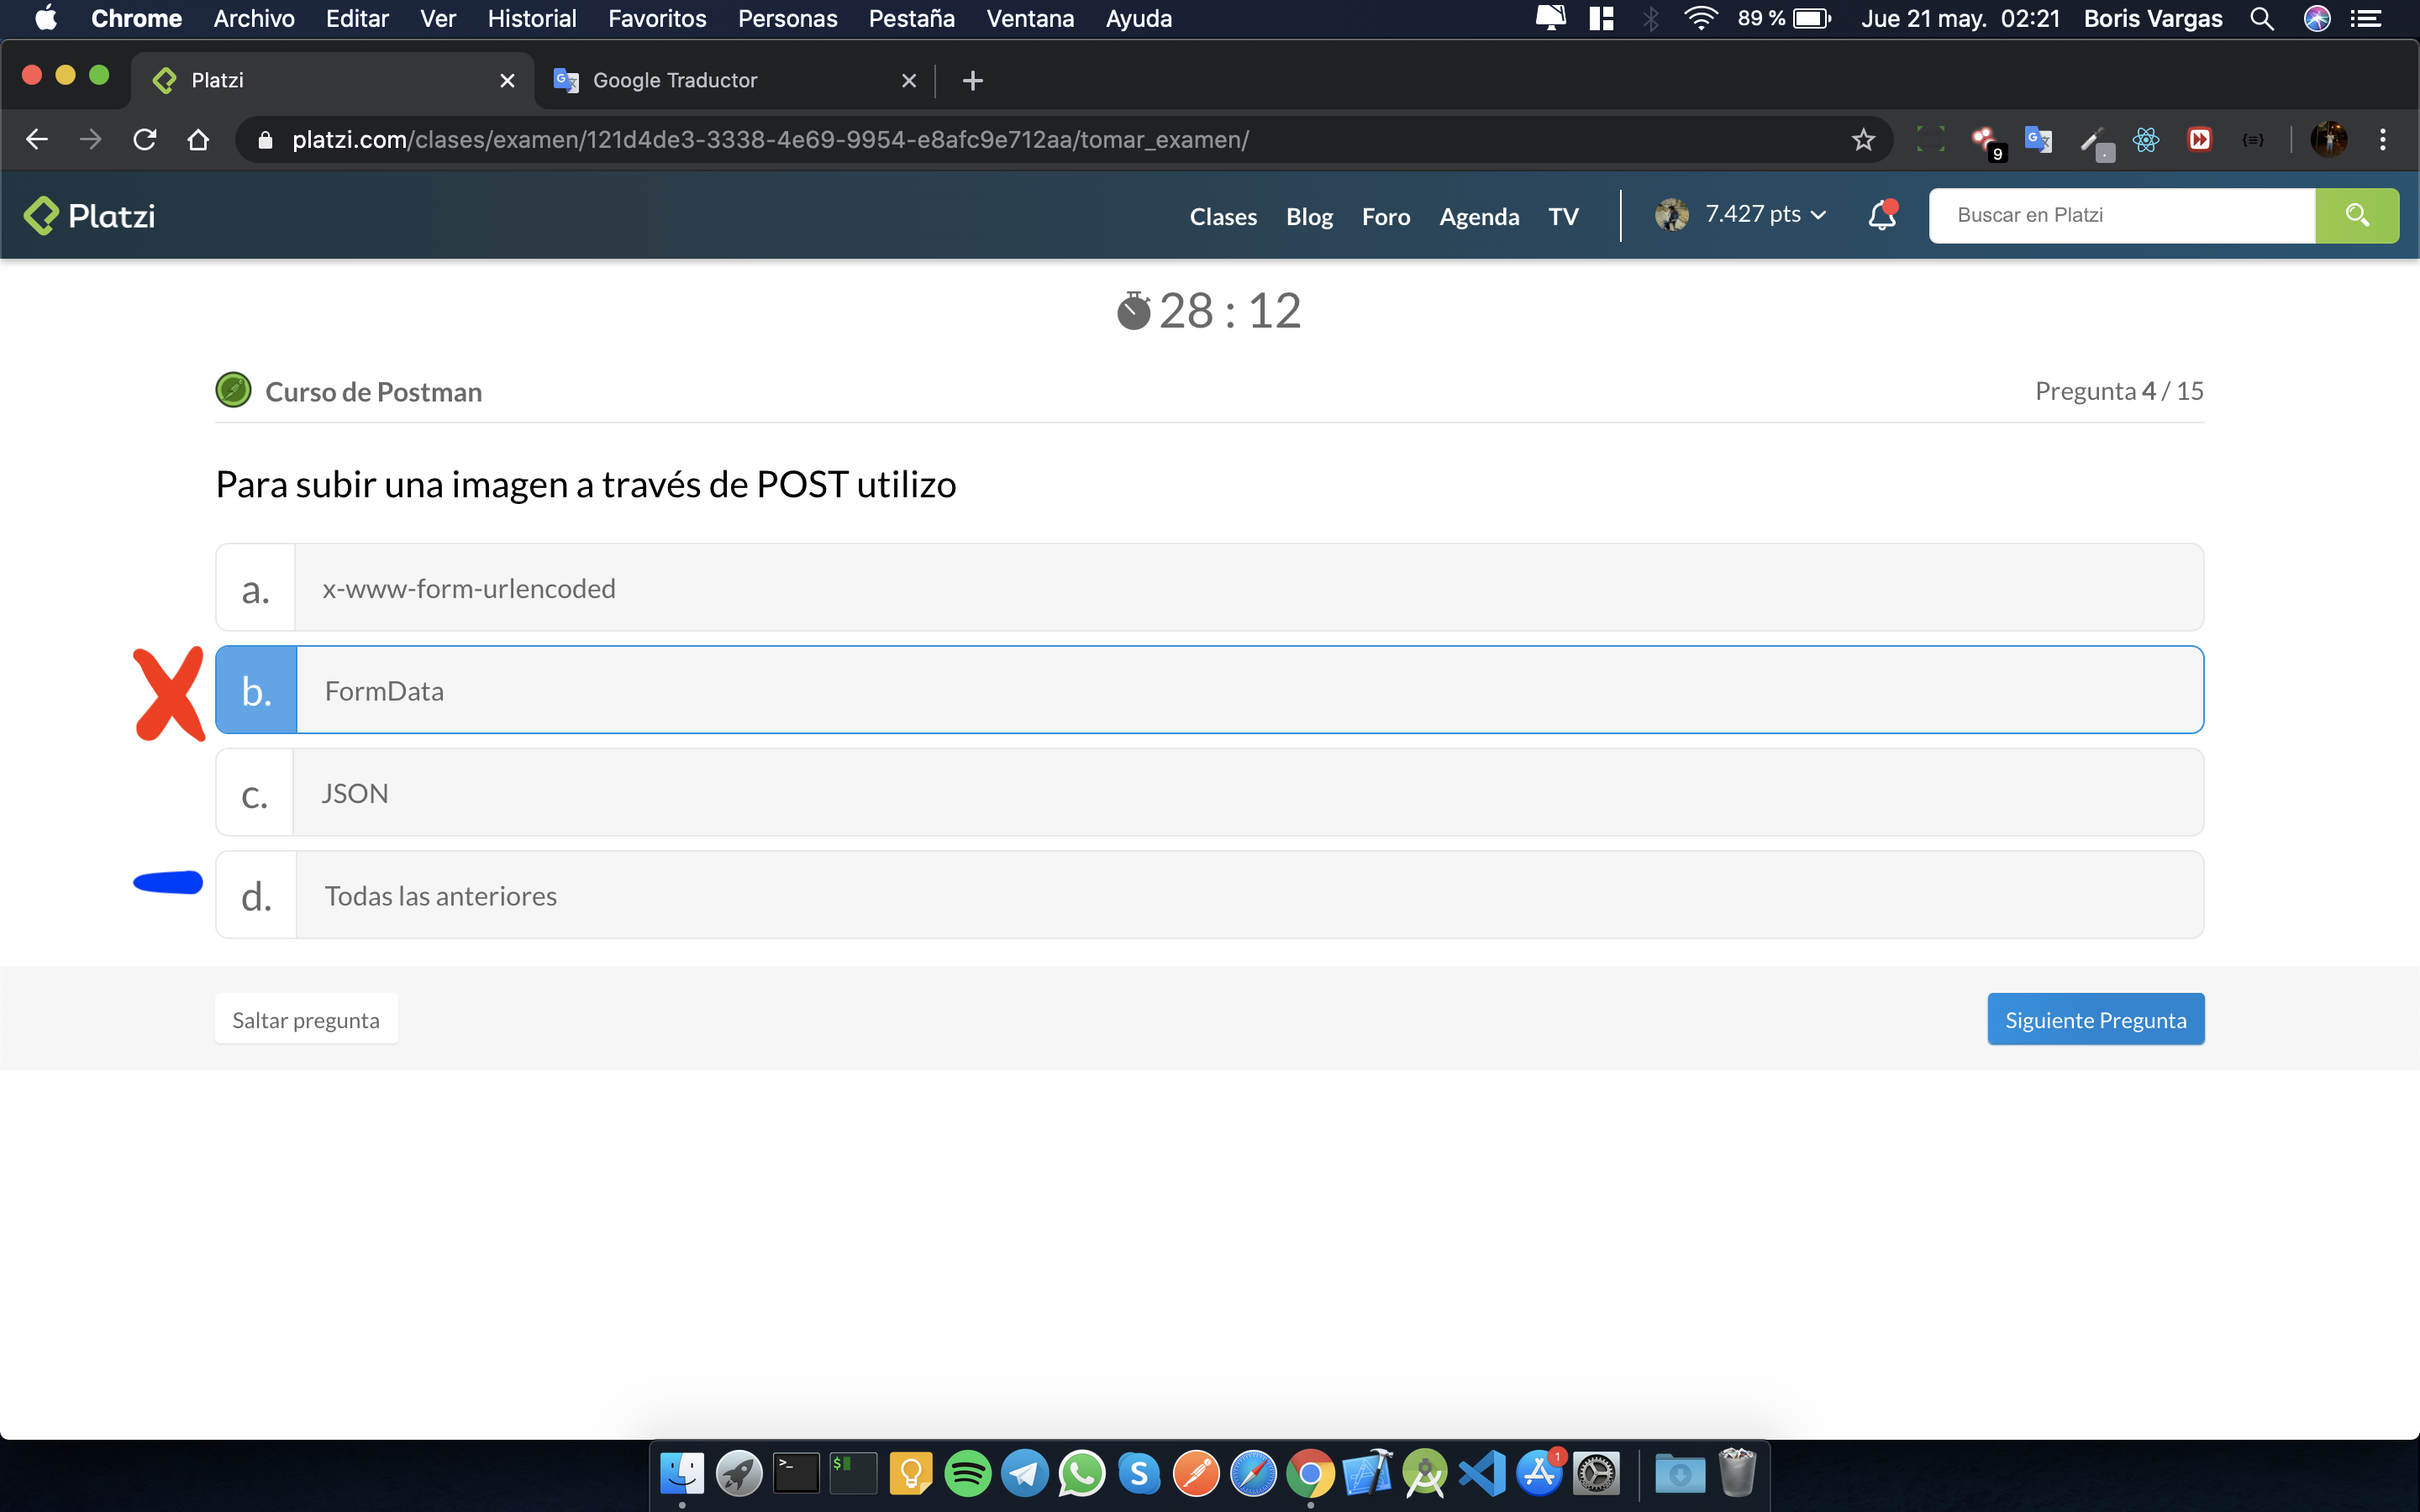 Chrome Archivo Editar Ver Historial Favoritos Personas Pestaña Ventana Ayuda 89 % Jue 21 may. 02:21 Boris Vargas
Platzi Google Traductor
platzi.com/clases/examen/121d4de3-3338-4e69-9954-e8afc9e712aa/tomar_examen/ 9
Platzi Clases Blog Foro Agenda TV 7.427 pts Buscar en Platzi
28 : 12
Curso de Postman Pregunta 4 / 15
Para subir una imagen a través de POST utilizo
a. x-www-form-urlencoded
b. FormData
c. JSON
d. Todas las anteriores
Saltar pregunta Siguiente Pregunta
>_ $ S 1